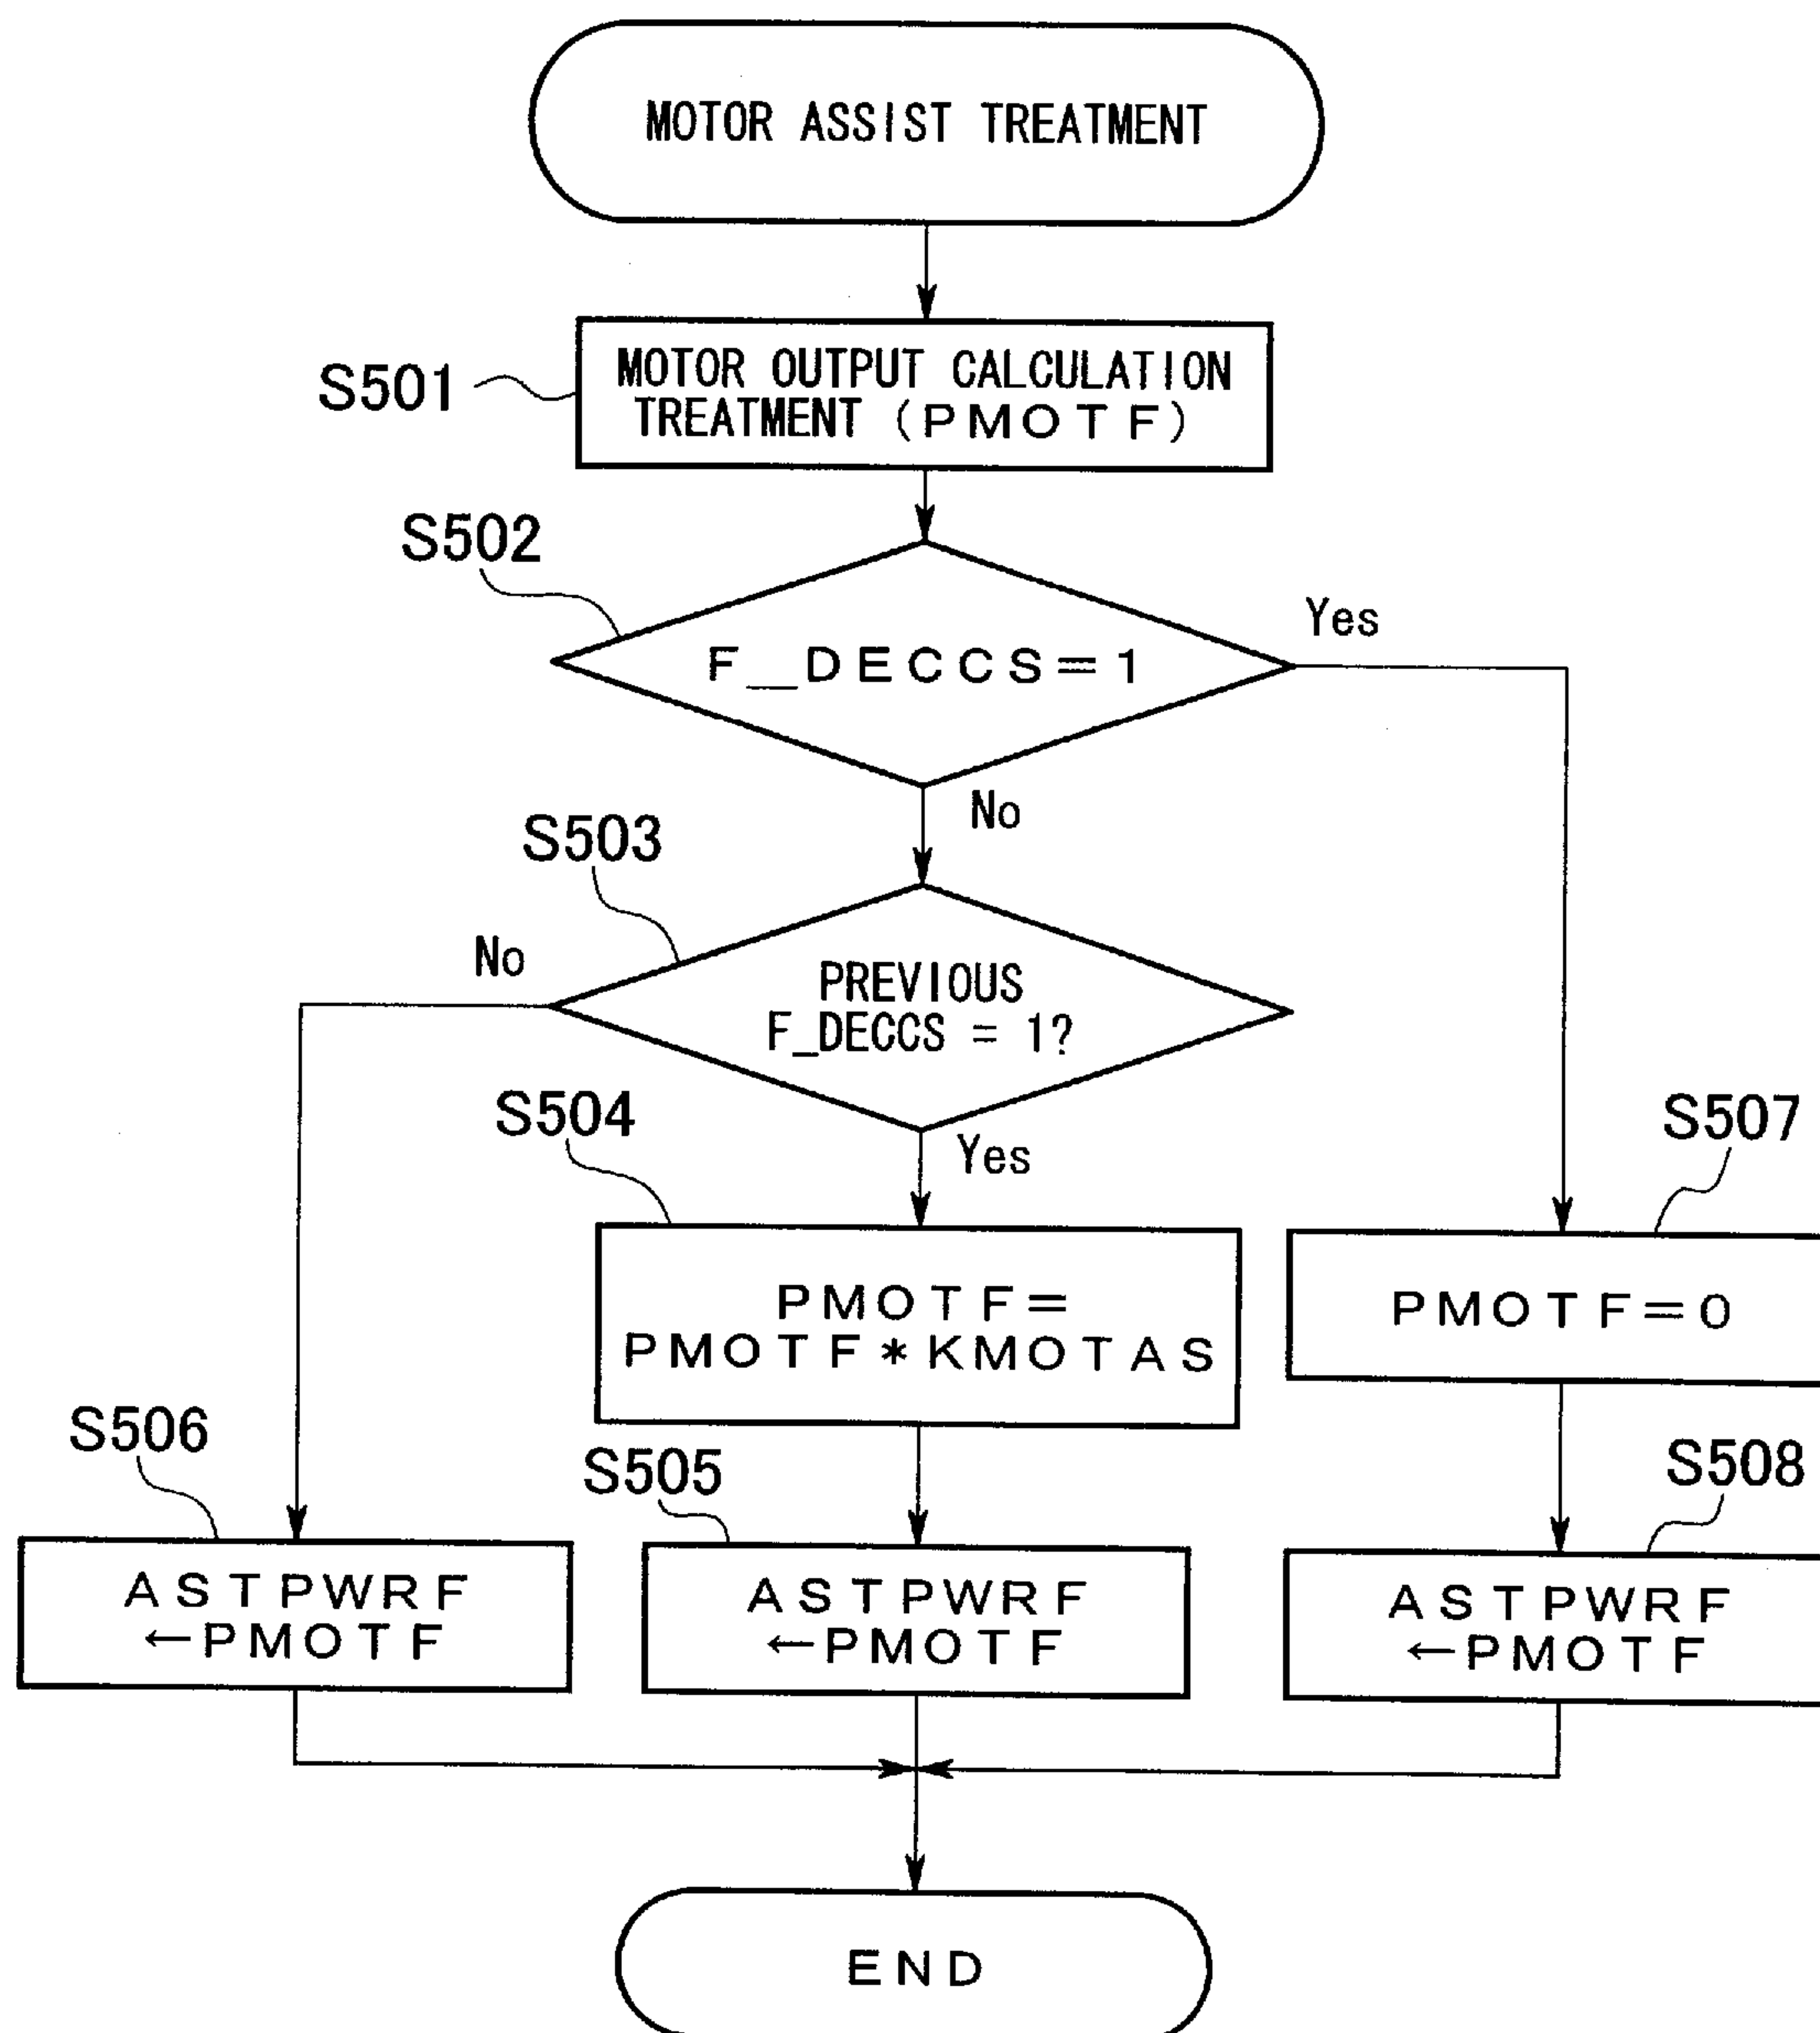 MOTOR ASSIST TREATMENT
S501
MOTOR OUTPUT CALCULATION
TREATMENT (PMOTF)
S502
F_DECCS=1
Yes
No
S503
PREVIOUS
F_DECCS = 1?
No
Yes
S504
PMOTF=
PMOTF*KMOTAS
S507
PMOTF=0
S506
ASTPWRF
←PMOTF
S505
ASTPWRF
←PMOTF
S508
ASTPWRF
←PMOTF
END